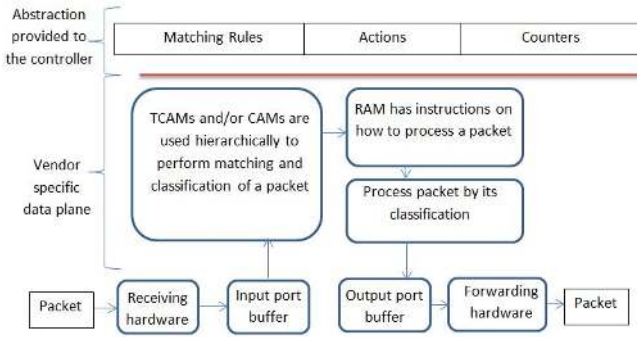 Abstraction
provided to
the controller
Matching Rules
Actions
Counters
Vendor
specific
data plane
TCAMs and/or CAMs are
used hierarchically to
perform matching and
classification of a packet
RAM has instructions on
how to process a packet
Process packet by its
classification
Packet
Receiving
hardware
Input port
buffer
Output port
buffer
Forwarding
hardware
Packet